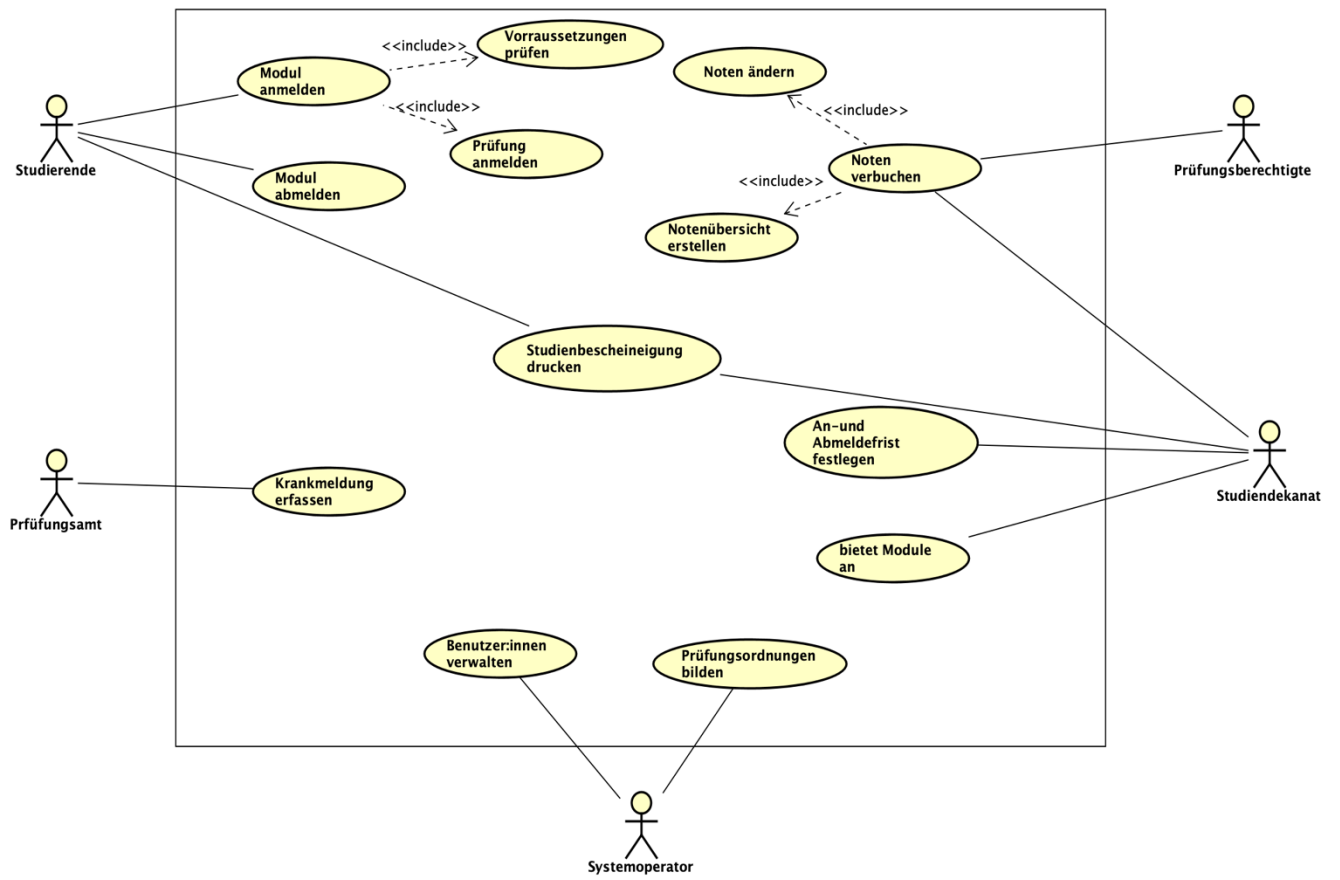 <<include>>
Vorraussetzungen
prüfen
Modul
anmelden
Noten ändern
<<include>>
<<include>>
Prüfung
anmelden
Studierende
Modul
abmelden
Noten
verbuchen
Prüfungsberechtigte
<<include>>
Notenübersicht
erstellen
Studienbescheineigung
drucken
An-und
Abmeldefrist
festlegen
Studiendekanat
Krankmeldung
erfassen
Prfüfungsamt
bietet Module
an
Benutzer:innen
verwalten
Prüfungsordnungen
bilden
Systemoperator